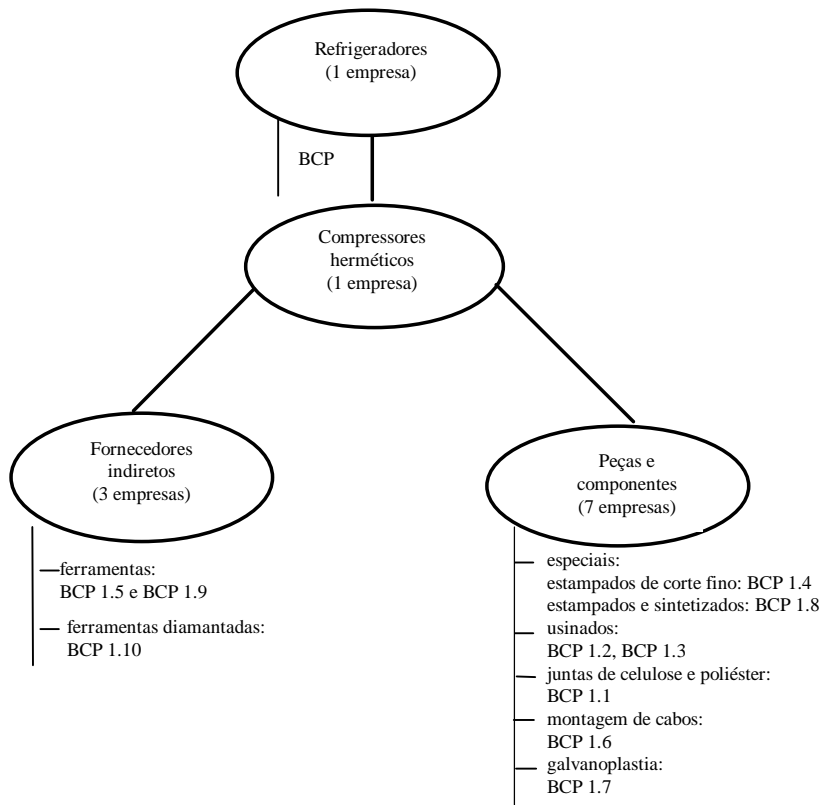 Refrigeradores
(1 empresa)
BCP
Compressores
herméticos
(1 empresa)
Fornecedores
indiretos
(3 empresas)
ferramentas:
BCP 1.5 e BCP 1.9
ferramentas diamantadas:
BCP 1.10
Peças e
componentes
(7 empresas)
especiais:
estampados de corte fino: BCP 1.4
estampados e sintetizados: BCP 1.8
usinados:
BCP 1.2, BCP 1.3
juntas de celulose e poliéster:
BCP 1.1
montagem de cabos:
BCP 1.6
galvanoplastia:
BCP 1.7